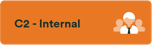 C2 - Internal